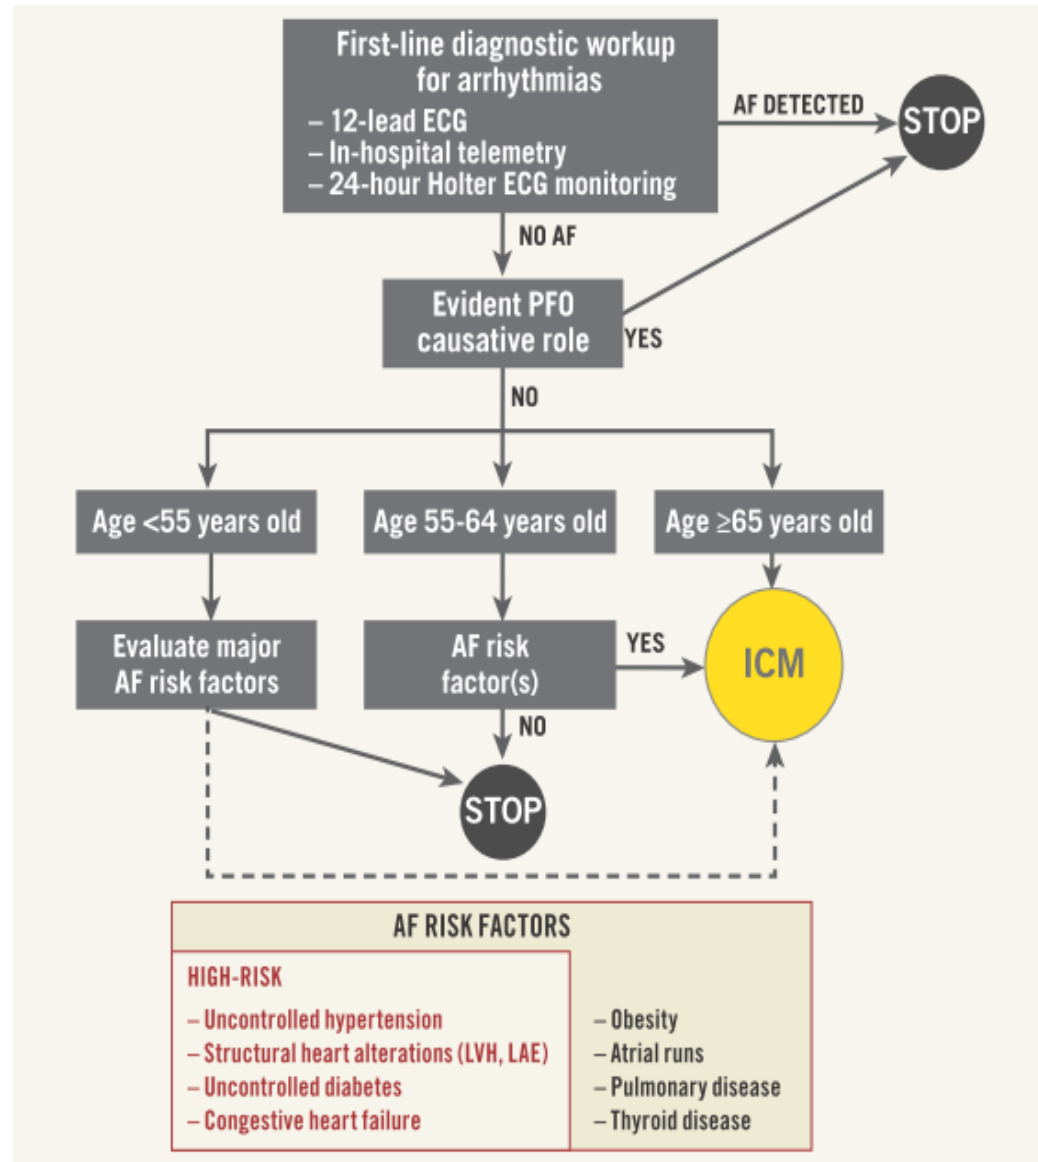 First-line diagnostic workup
for arrhythmias
– 12-lead ECG
– In-hospital telemetry
– 24-hour Holter ECG monitoring
AF DETECTED
STOP
NO AF
Evident PFO
causative role
YES
NO
Age <55 years old
Age 55-64 years old
Age ≥65 years old
Evaluate major
AF risk factors
AF risk
factor(s)
YES
ICM
NO
STOP
AF RISK FACTORS
HIGH-RISK
– Uncontrolled hypertension
– Structural heart alterations (LVH, LAE)
– Uncontrolled diabetes
– Congestive heart failure
– Obesity
– Atrial runs
– Pulmonary disease
– Thyroid disease